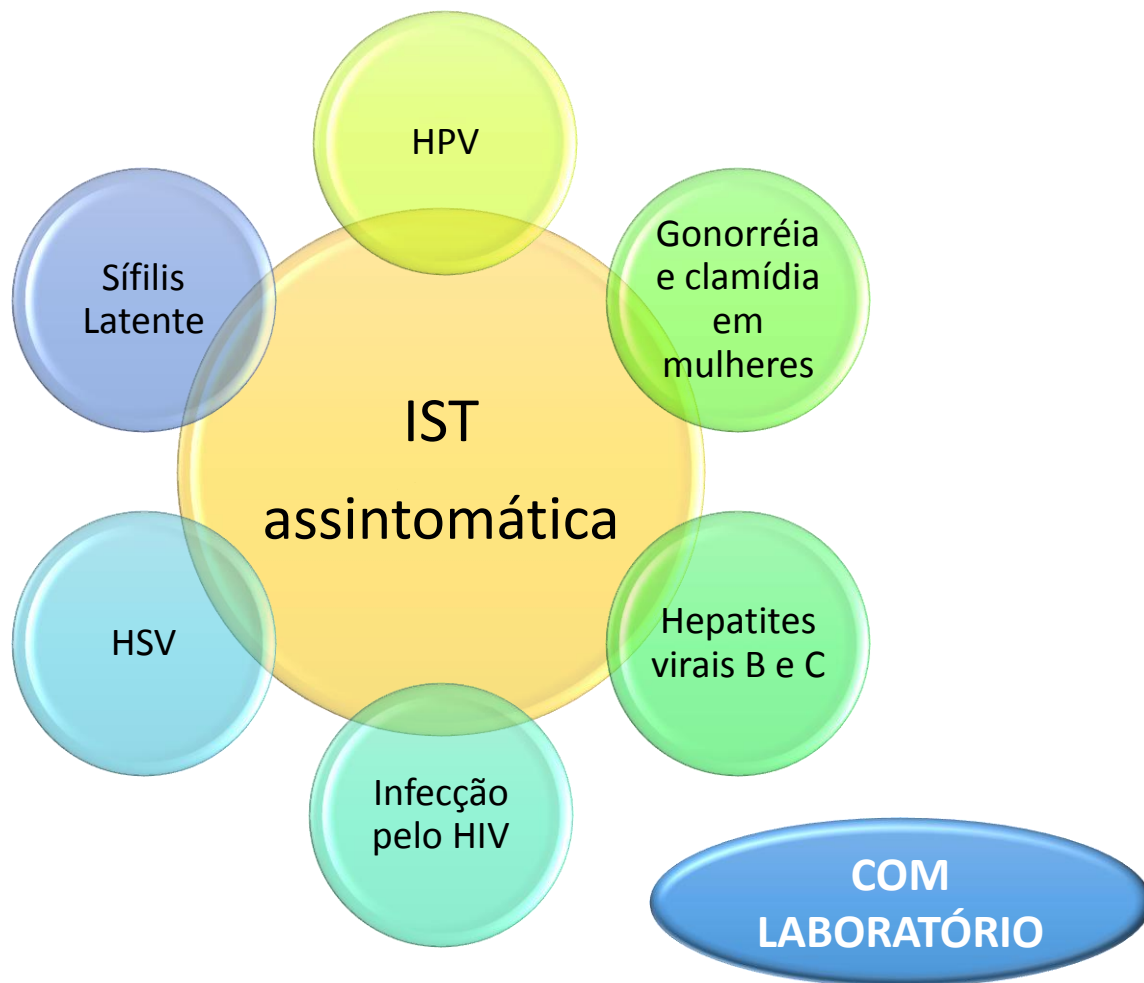 HPV
Gonorréia
e clamídia
em
mulheres
Hepatites
virais B e C
Infecção
pelo HIV
HSV
Sífilis
Latente
IST
assintomática
COM
LABORATÓRIO